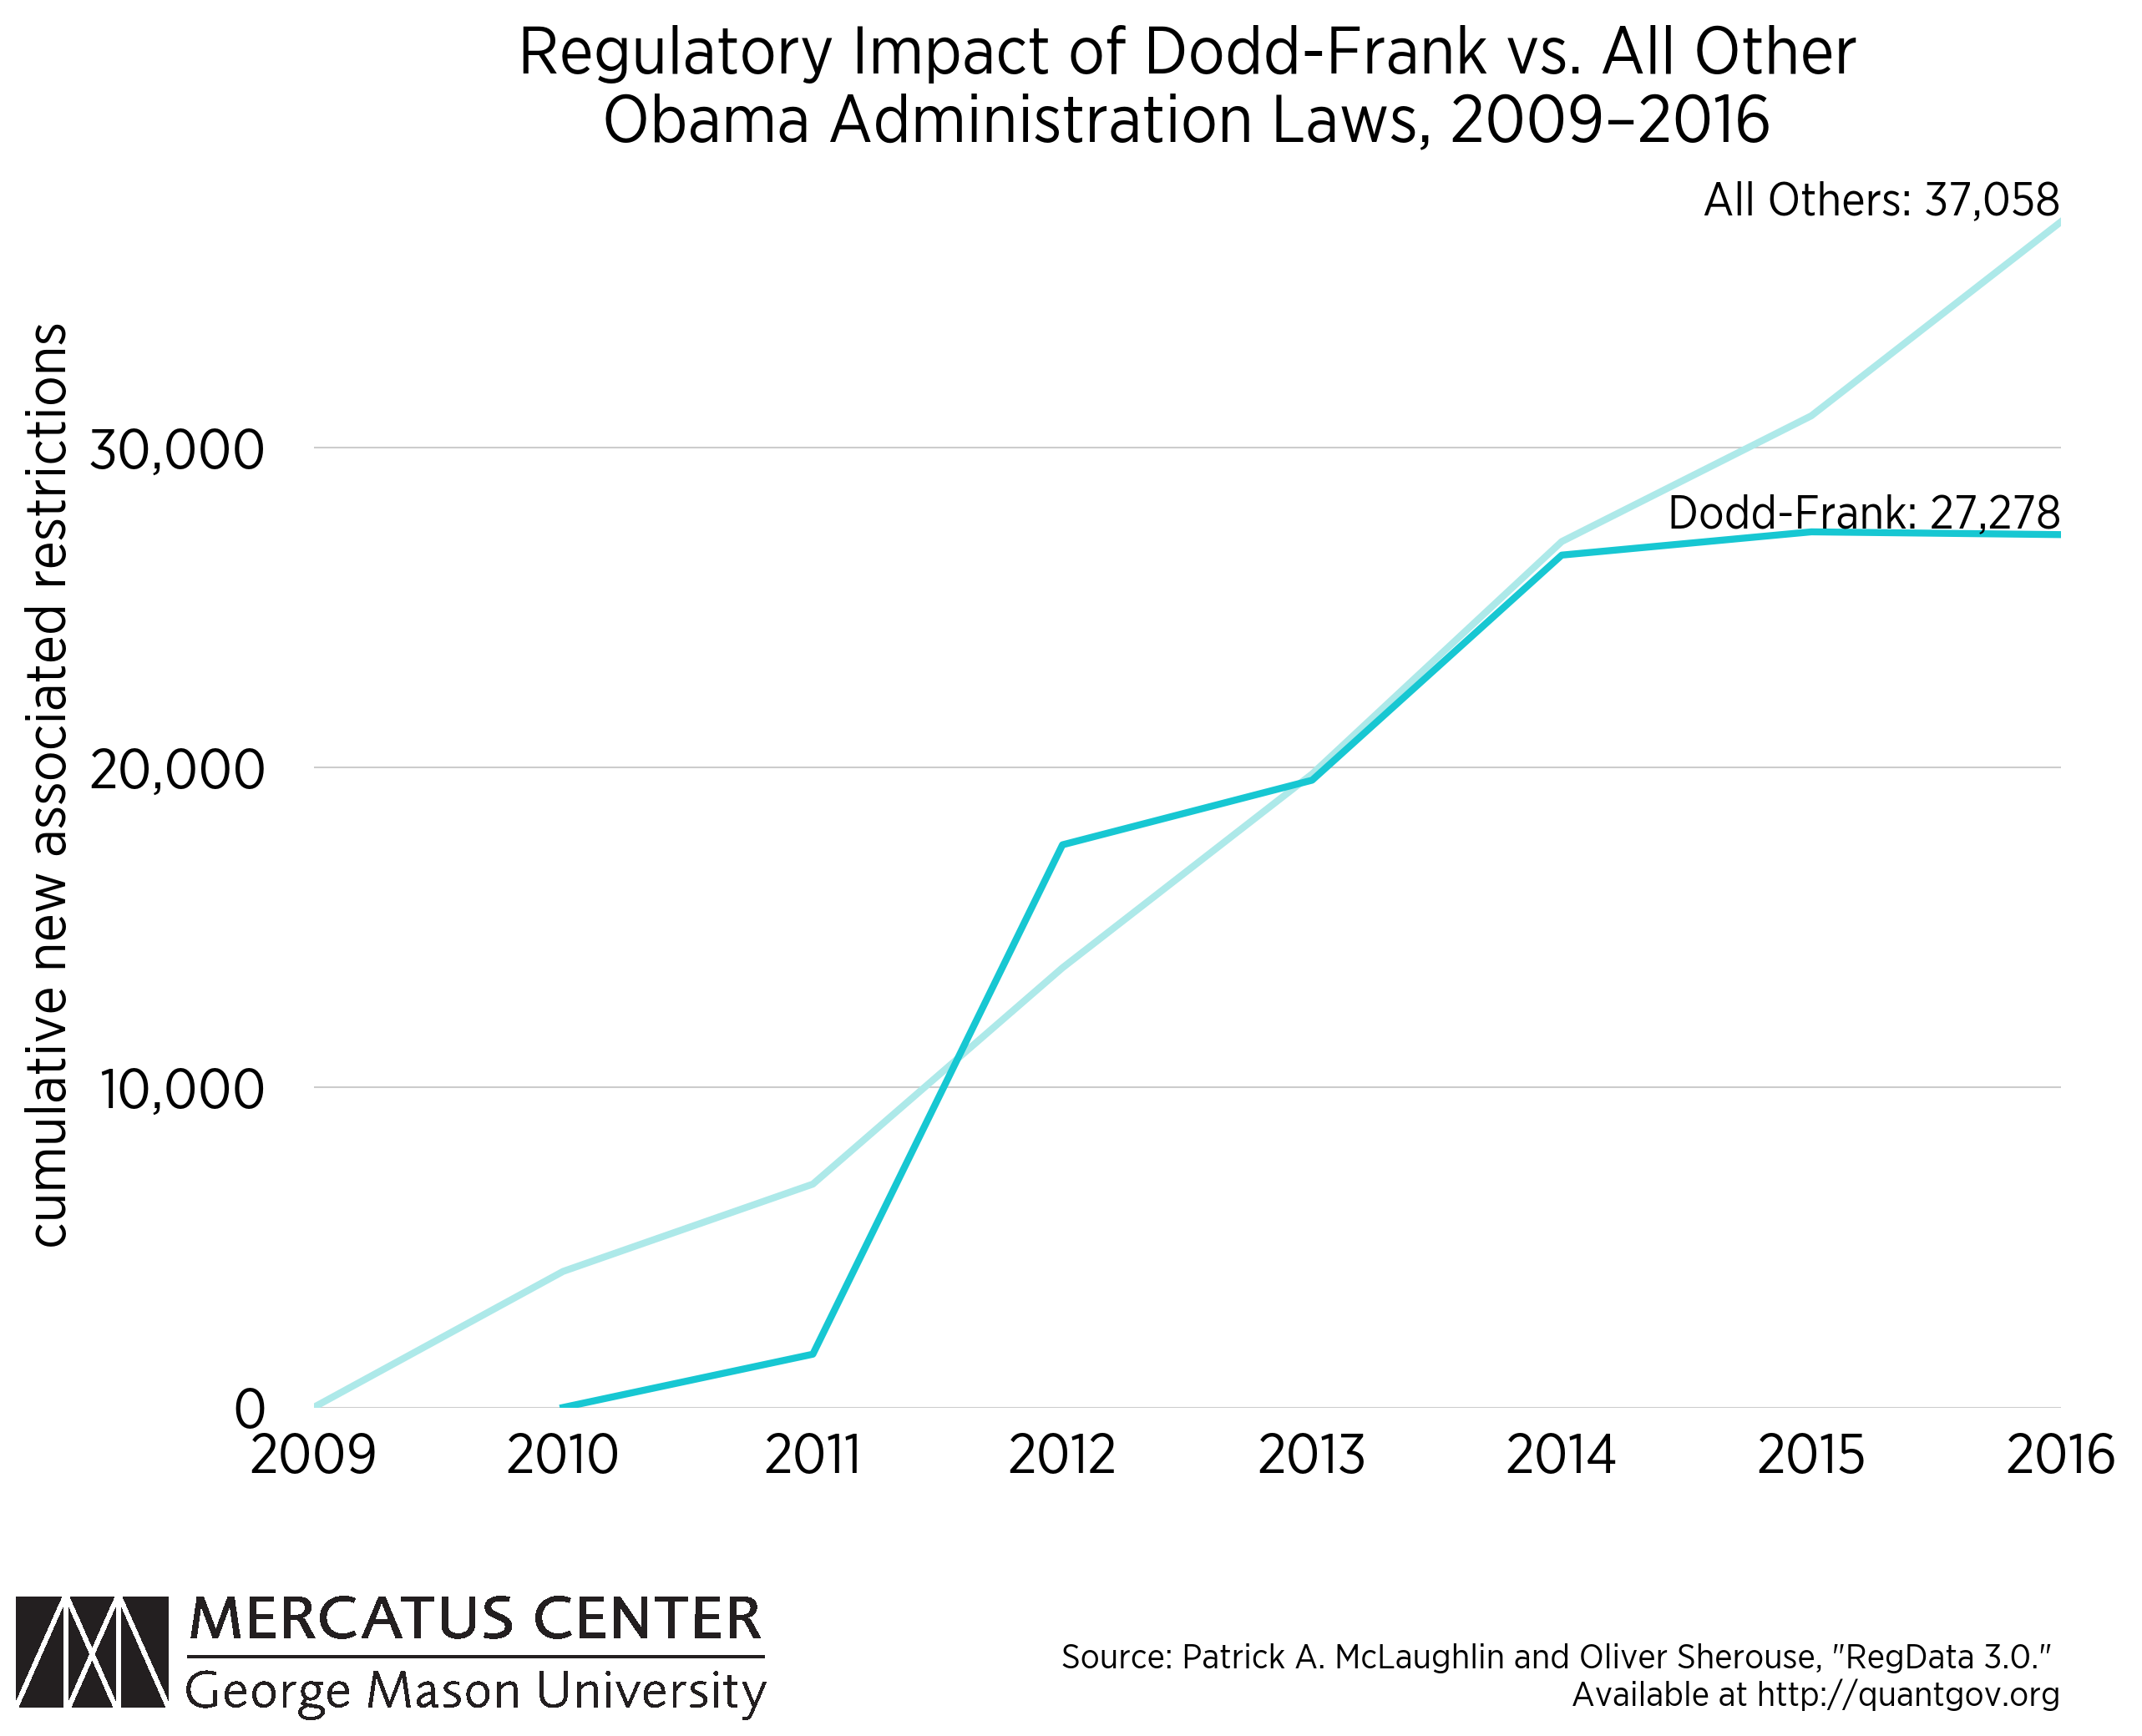 Regulatory Impact of Dodd-Frank vs. All Other
Obama Administration Laws, 2009–2016
All Others: 37,058
cumulative new associated restrictions
30,000
Dodd-Frank: 27,278
20,000
10,000
0
2009 2010 2011 2012 2013 2014 2015 2016
MERCATUS CENTER
George Mason University
Source: Patrick A. McLaughlin and Oliver Sherouse, "RegData 3.0."
Available at http://quantgov.org